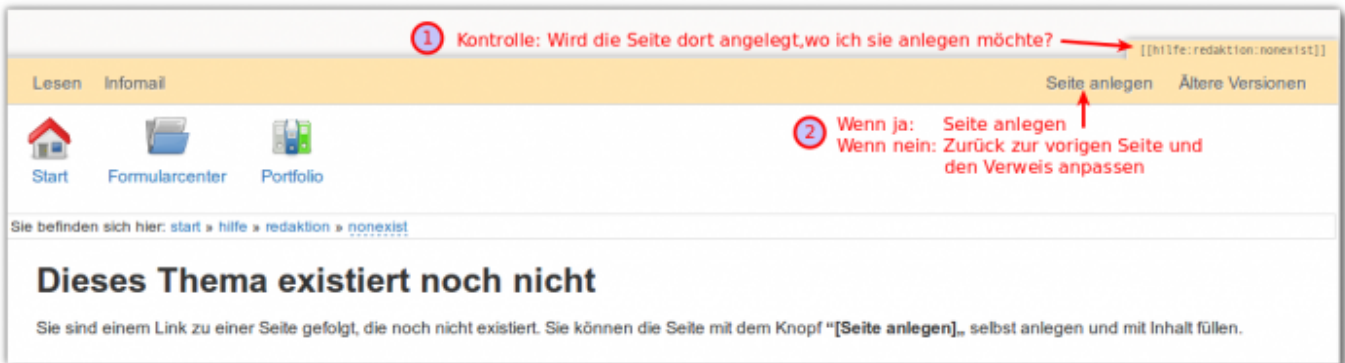 1 Kontrolle: Wird die Seite dort angelegt,wo ich sie anlegen möchte?
[[hilfe:redaktion:nonexist]]
Lesen Infomail Seite anlegen Ältere Versionen
2 Wenn ja: Seite anlegen
Wenn nein: Zurück zur vorigen Seite und
den Verweis anpassen
Start Formularcenter Portfolio
Sie befinden sich hier: start » hilfe » redaktion » nonexist
Dieses Thema existiert noch nicht
Sie sind einem Link zu einer Seite gefolgt, die noch nicht existiert. Sie können die Seite mit dem Knopf “[Seite anlegen]„ selbst anlegen und mit Inhalt füllen.